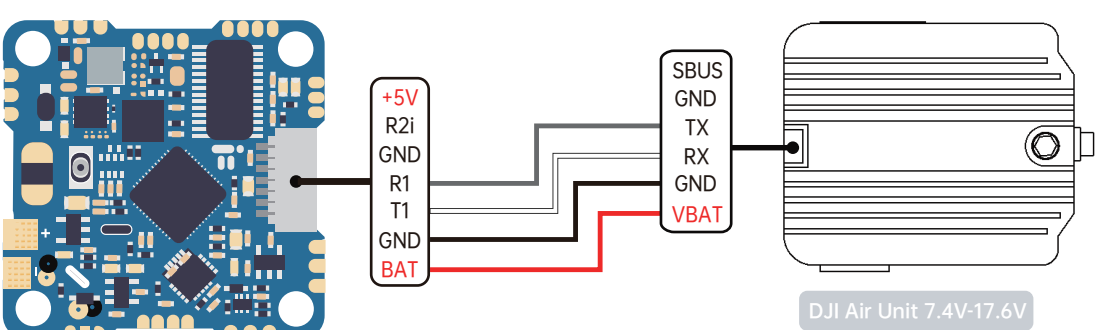 +5V
R2i
GND
R1
T1
GND
BAT
SBUS
GND
TX
RX
GND
VBAT
+
-
DJI Air Unit 7.4V-17.6V